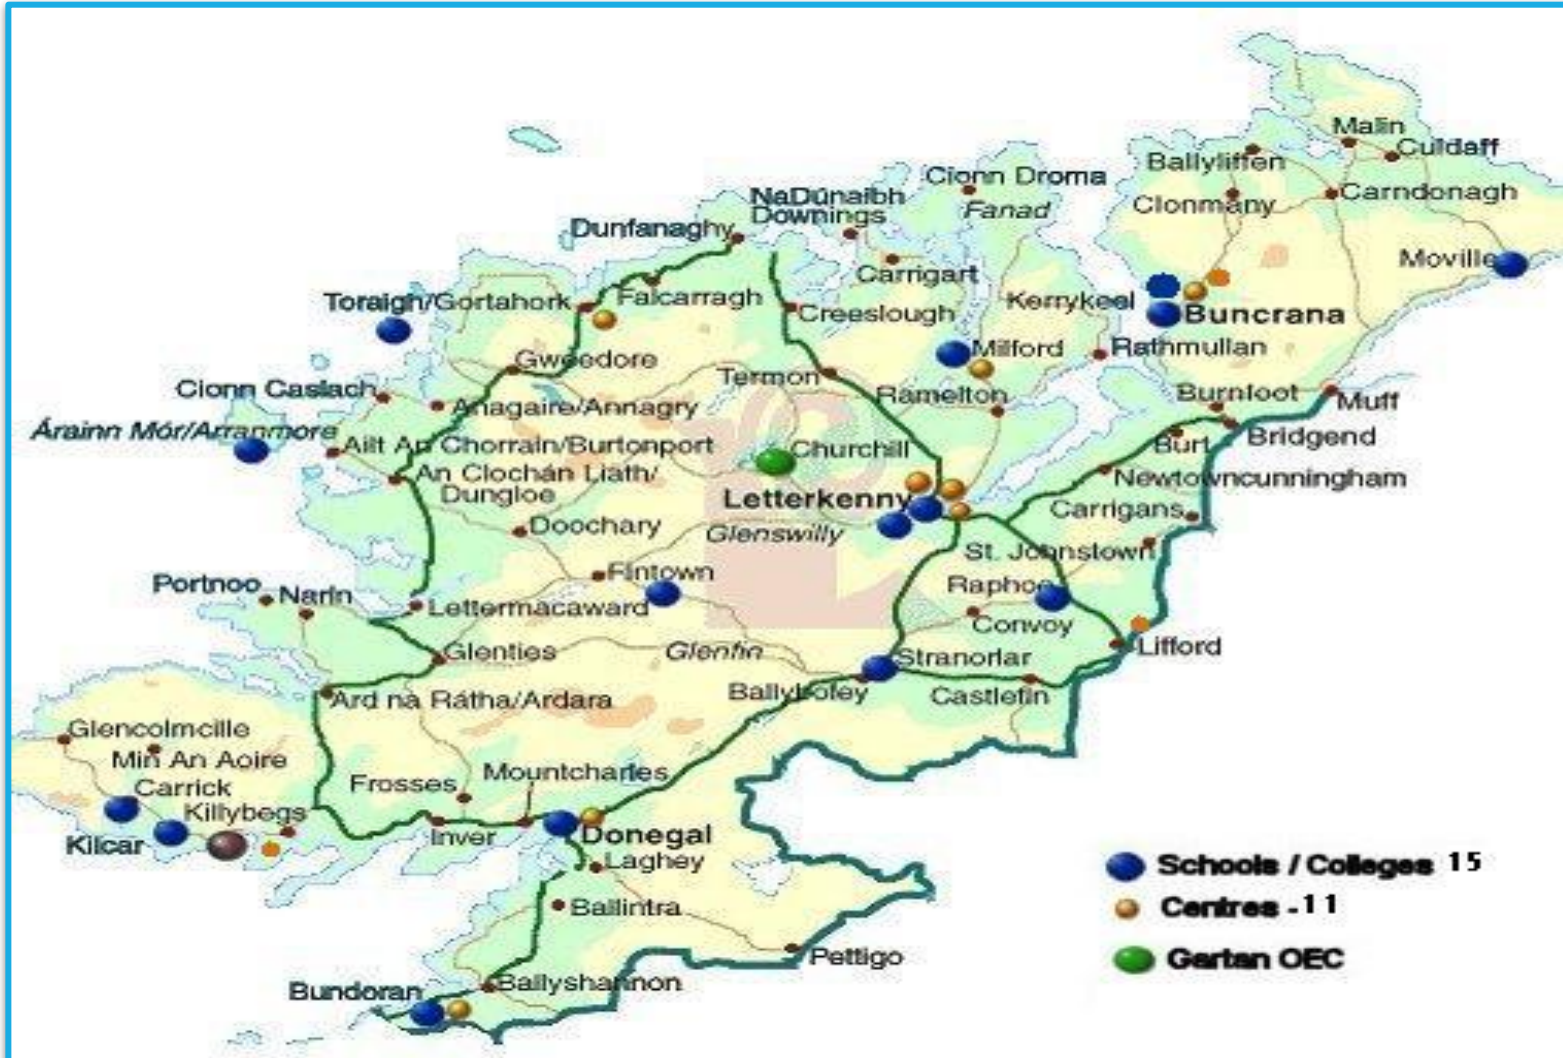 Malin
Culdaff
Ballyliffen
Cionn Droma
NaDúnaibh
Downings
Fanad
Clonmany
Carndonagh
Dunfanaghy
Moville
Carrigart
Toraigh/Gortahork
Falcarragh
Creeslough
Kerrykeel
Buncrana
Gweedore
Milford
Rathmullan
Termon
Cionn Caslach
Anagaire/Annagry
Ramelton
Burnfoot
Muff
Árainn Mór/Arranmore
Ailt An Chorrain/Burtonport
Churchill
Burt
Bridgend
An Clochán Liath/
Dungloe
Newtowncunningham
Letterkenny
Carrigans
Doochary
Glenswilly
St. Johnstown
Portnoo
Narin
Fintown
Raphoe
Lettermacaward
Convoy
Glenties
Glenfin
Stranorlar
Lifford
Ballybofey
Castlefin
Ard na Rátha/Ardara
Glencolmcille
Min An Aoire
Carrick
Frosses
Mountcharles
Killybegs
Kilcar
Inver
Donegal
Laghey
Schools / Colleges 15
Ballintra
Centres - 11
Pettigo
Gartan OEC
Ballyshannon
Bundoran